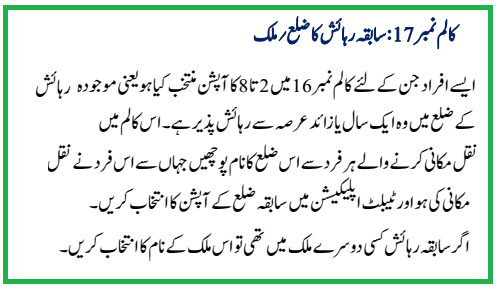 کالم نمبر 17: سابقہ رہائش کا ضلع/ملک
ایسے افراد جن کے لئے کالم نمبر 16 میں 2 تا 8 کا آپشن منتخب کیا ہو یعنی موجودہ رہائش
کے ضلع میں وہ ایک سال یا زائد عرصہ سے رہائش پذیر ہے۔ اس کالم میں
نقل مکانی کرنے والے ہر فرد سے اس ضلع کا نام پوچھیں جہاں سے اس فرد نے نقل
مکانی کی ہو اور ٹیبلٹ اپلیکیشن میں سابقہ ضلع کے آپشن کا انتخاب کریں۔
اگر سابقہ رہائش کسی دوسرے ملک میں تھی تو اس ملک کے نام کا انتخاب کریں۔